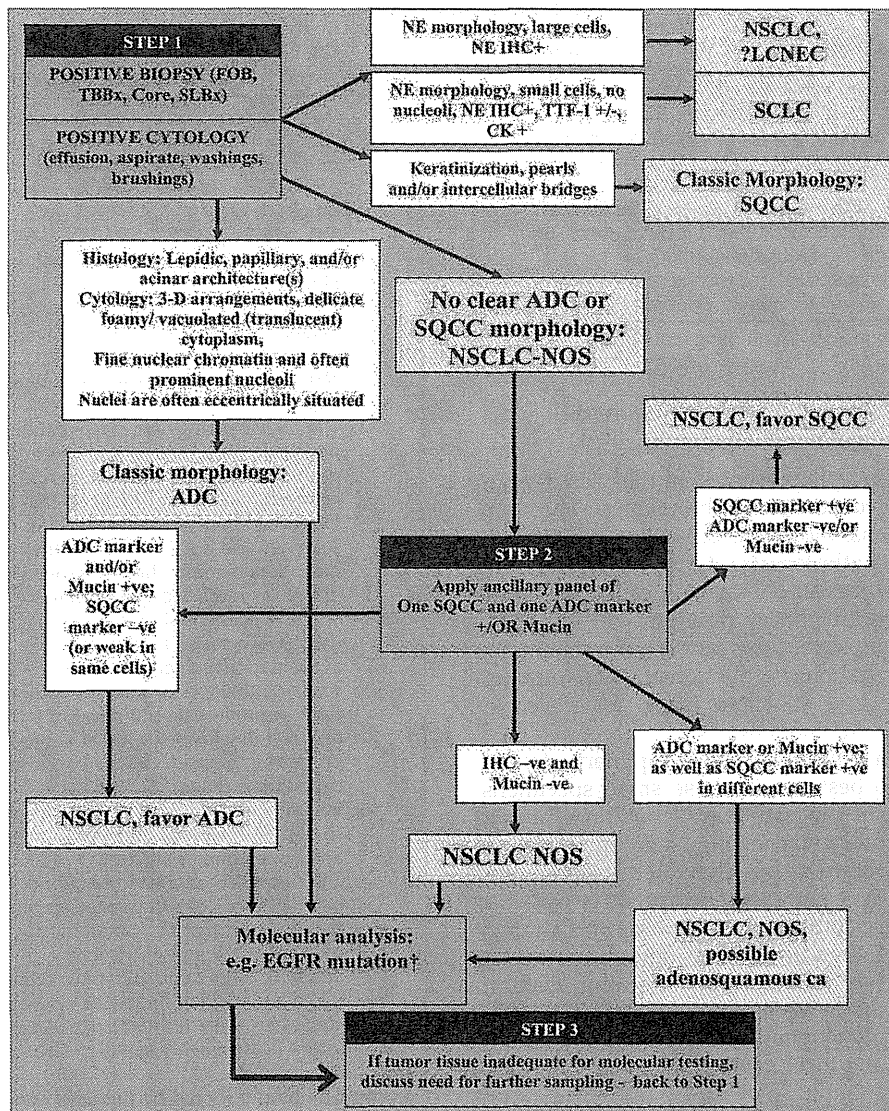 STEP 1
POSITIVE BIOPSY (FOB,
TBBx, Core, SLBx)
POSITIVE CYTOLOGY
(effusion, aspirate, washings,
brushings)
NE morphology, large cells,
NE IHC+
NSCLC,
?LCNEC
NE morphology, small cells, no
nucleoli, NE IHC+, TTF-1 +/-,
CK +
SCLC
Keratinization, pearls
and/or intercellular bridges
Classic Morphology:
SQCC
Histology: Lepidic, papillary, and/or
acinar architecture(s)
Cytology: 3-D arrangements, delicate
foamy/ vacuolated (translucent)
cytoplasm,
Fine nuclear chromatin and often
prominent nucleoli
Nuclei are often eccentrically situated
No clear ADC or
SQCC morphology:
NSCLC-NOS
Classic morphology:
ADC
NSCLC, favor SQCC
SQCC marker +ve
ADC marker -ve/or
Mucin -ve
STEP 2
Apply ancillary panel of
One SQCC and one ADC marker
+/OR Mucin
ADC marker
and/or
Mucin +ve;
SQCC
marker –ve
(or weak in
same cells)
IHC –ve and
Mucin -ve
ADC marker or Mucin +ve;
as well as SQCC marker +ve
in different cells
NSCLC, favor ADC
NSCLC NOS
NSCLC, NOS,
possible
adenosquamous ca
Molecular analysis:
e.g. EGFR mutation†
STEP 3
If tumor tissue inadequate for molecular testing,
discuss need for further sampling - back to Step 1